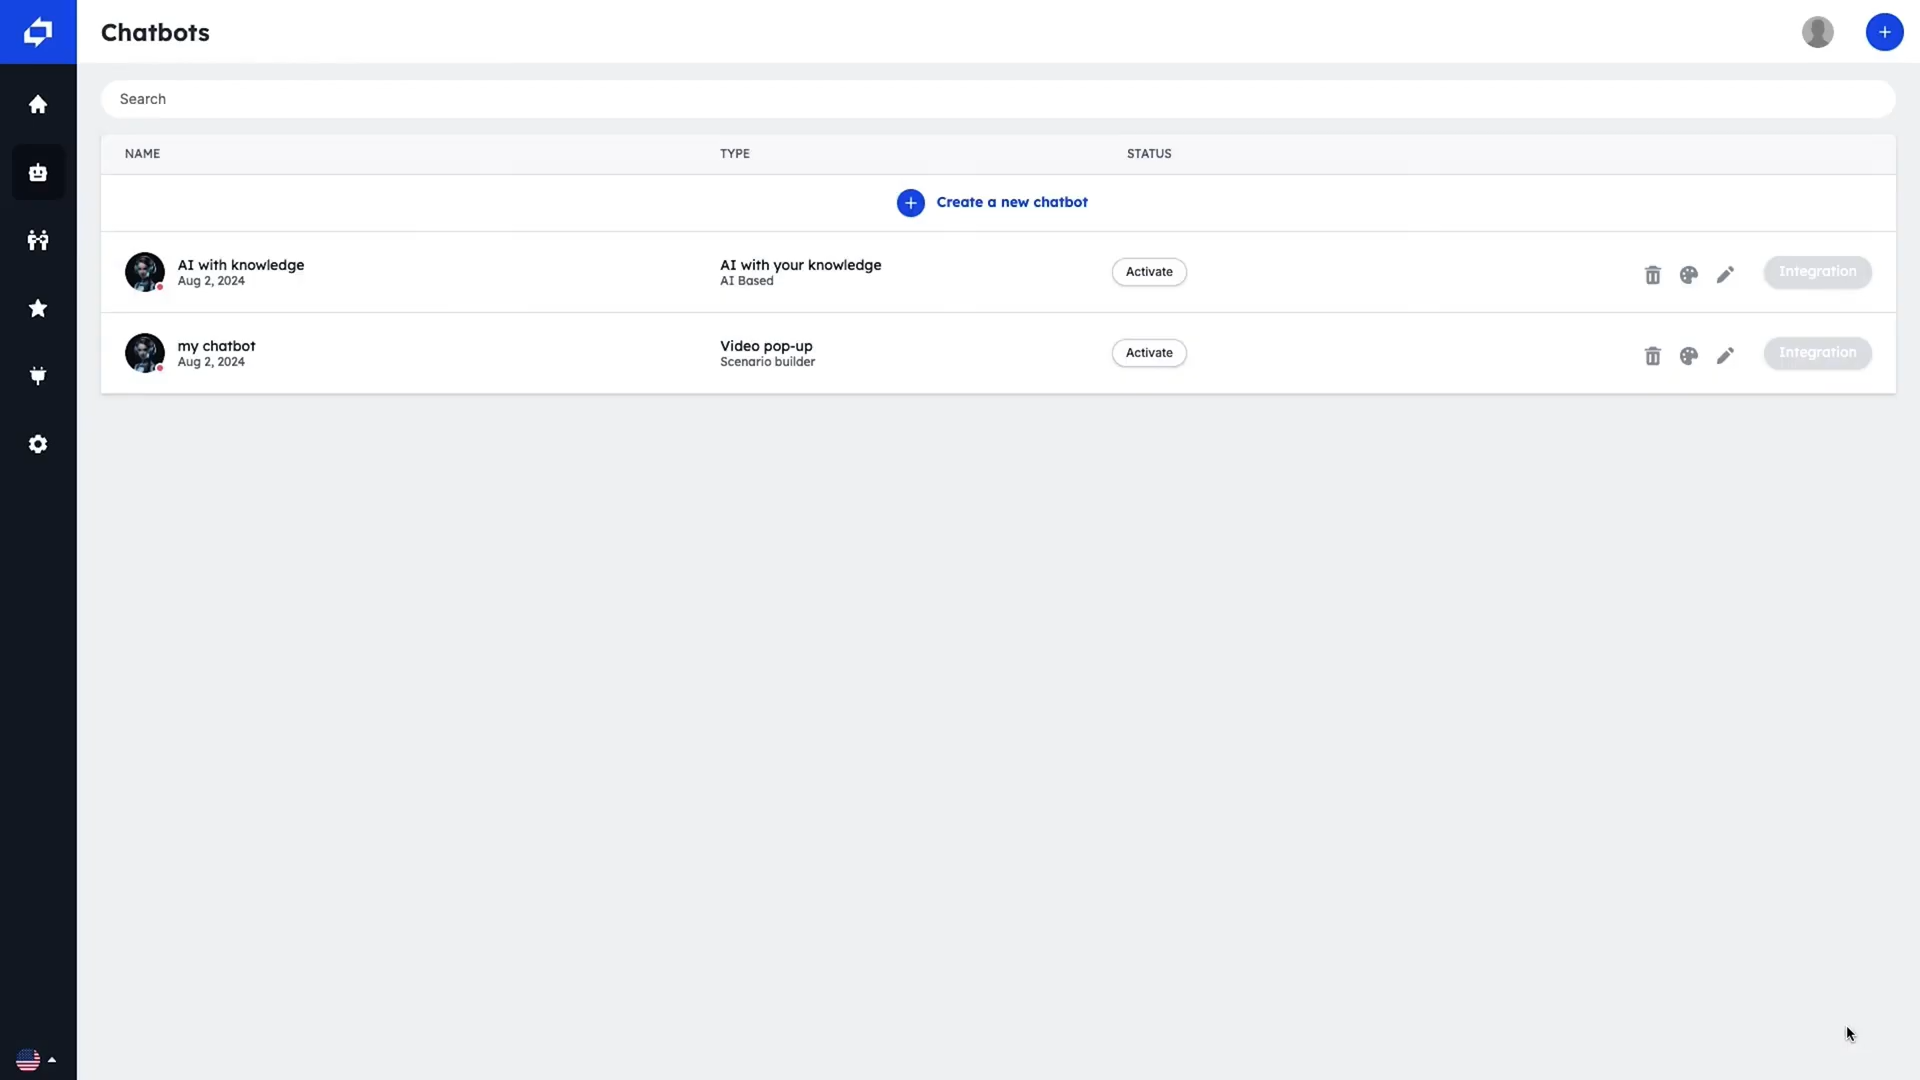 Chatbots
Search
NAME TYPE STATUS
Create a new chatbot
AI with knowledge AI with your knowledge Activate Integration
Aug 2, 2024 AI Based
my chatbot Video pop-up Activate Integration
Aug 2, 2024 Scenario builder